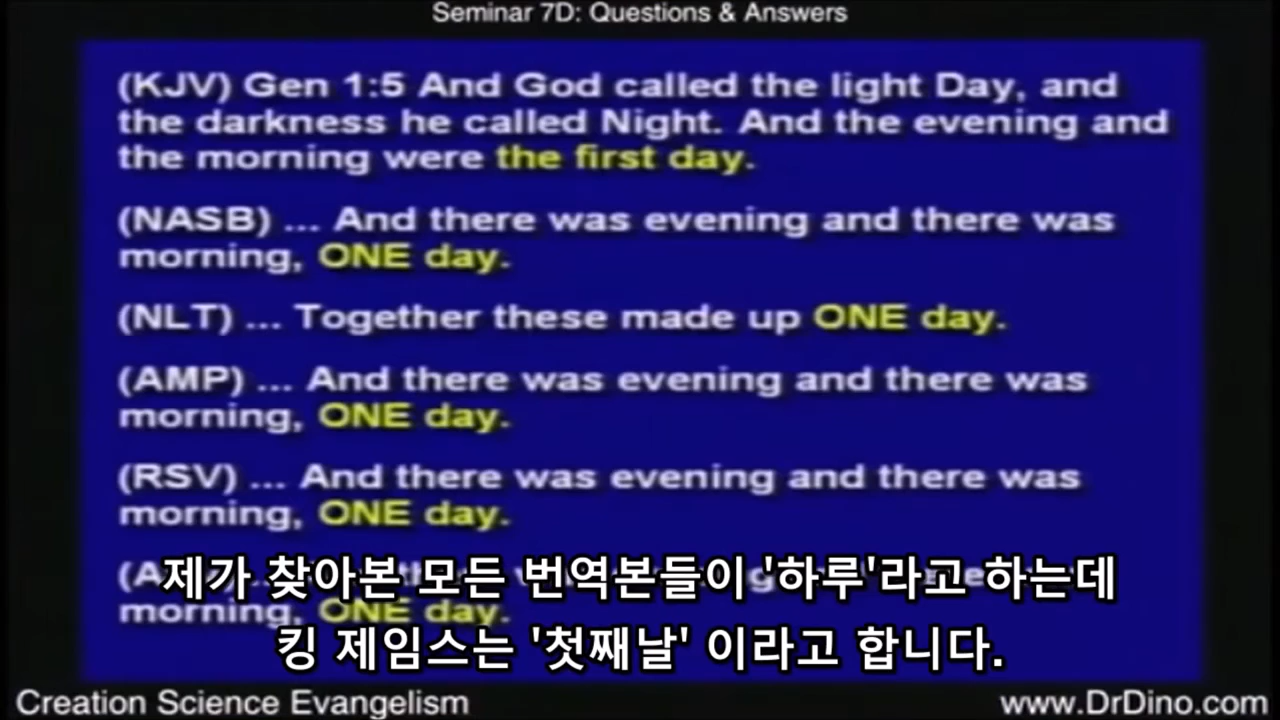 Seminar 7D: Questions & Answers
(KJV) Gen 1:5 And God called the light Day, and
the darkness he called Night. And the evening and
the morning were the first day.
(NASB) ... And there was evening and there was
morning, ONE day.
(NLT) ... Together these made up ONE day.
(AMP) ... And there was evening and there was
morning, ONE day.
(RSV) ... And there was evening and there was
morning, ONE day.
morning, ONE day.
제가 찾아본 모든 번역본들이 '하루'라고 하는데
킹 제임스는 '첫째날' 이라고 합니다.
Creation Science Evangelism
www.DrDino.com